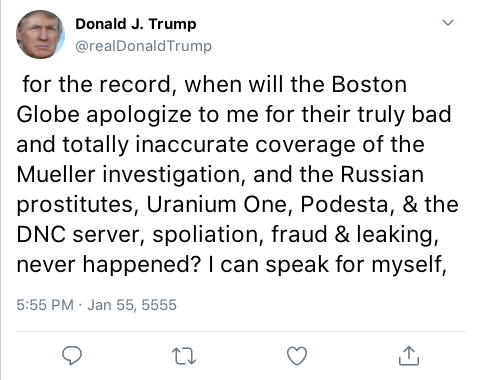 Donald J. Trump
@realDonaldTrump
for the record, when will the Boston
Globe apologize to me for their truly bad
and totally inaccurate coverage of the
Mueller investigation, and the Russian
prostitutes, Uranium One, Podesta, & the
DNC server, spoliation, fraud & leaking,
never happened? I can speak for myself,
5:55 PM · Jan 55, 5555